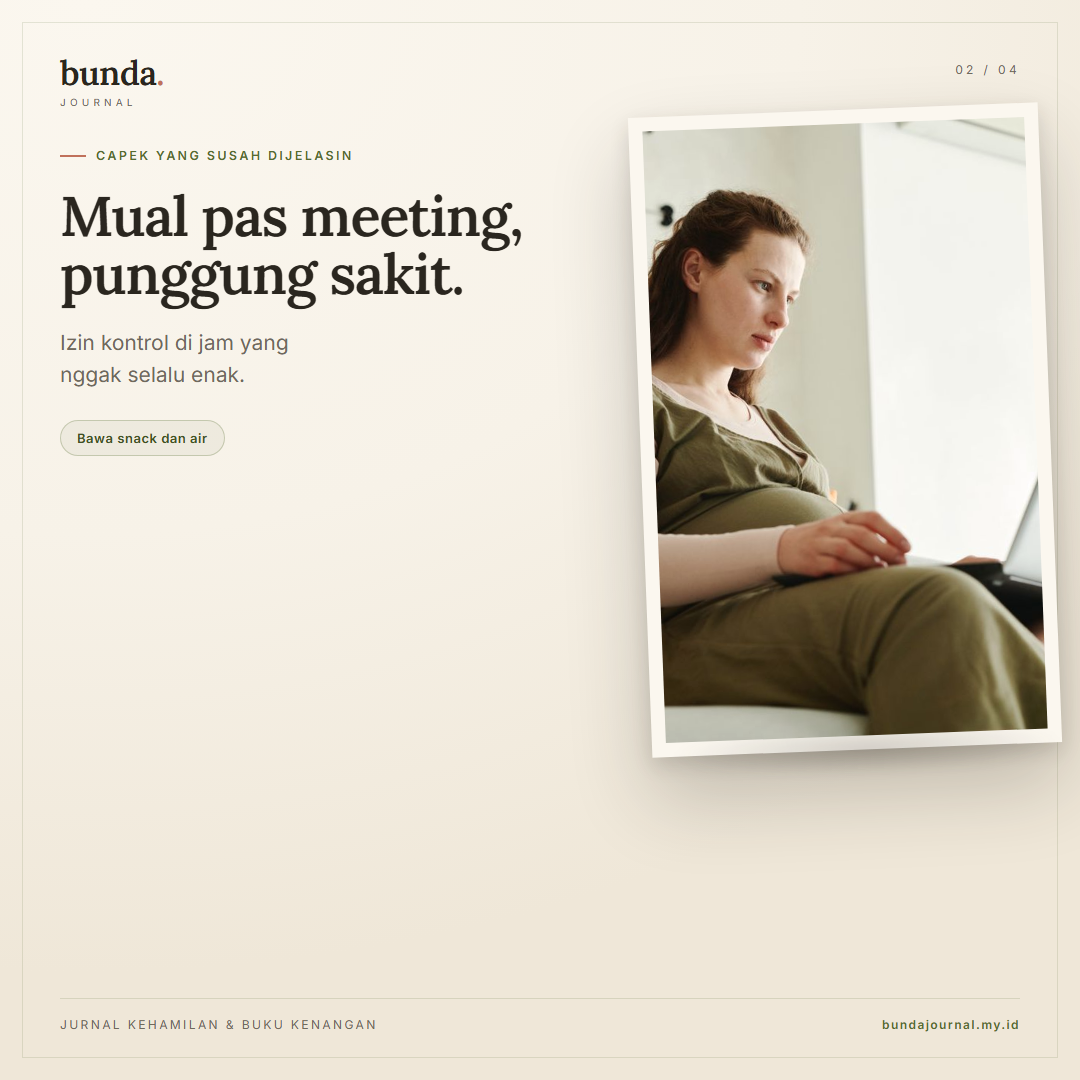 bunda.
JOURNAL
02 / 04
CAPEK YANG SUSAH DIJELASIN
Mual pas meeting,
punggung sakit.
Izin kontrol di jam yang
nggak selalu enak.
Bawa snack dan air
JURNAL KEHAMILAN & BUKU KENANGAN
bundajournal.my.id